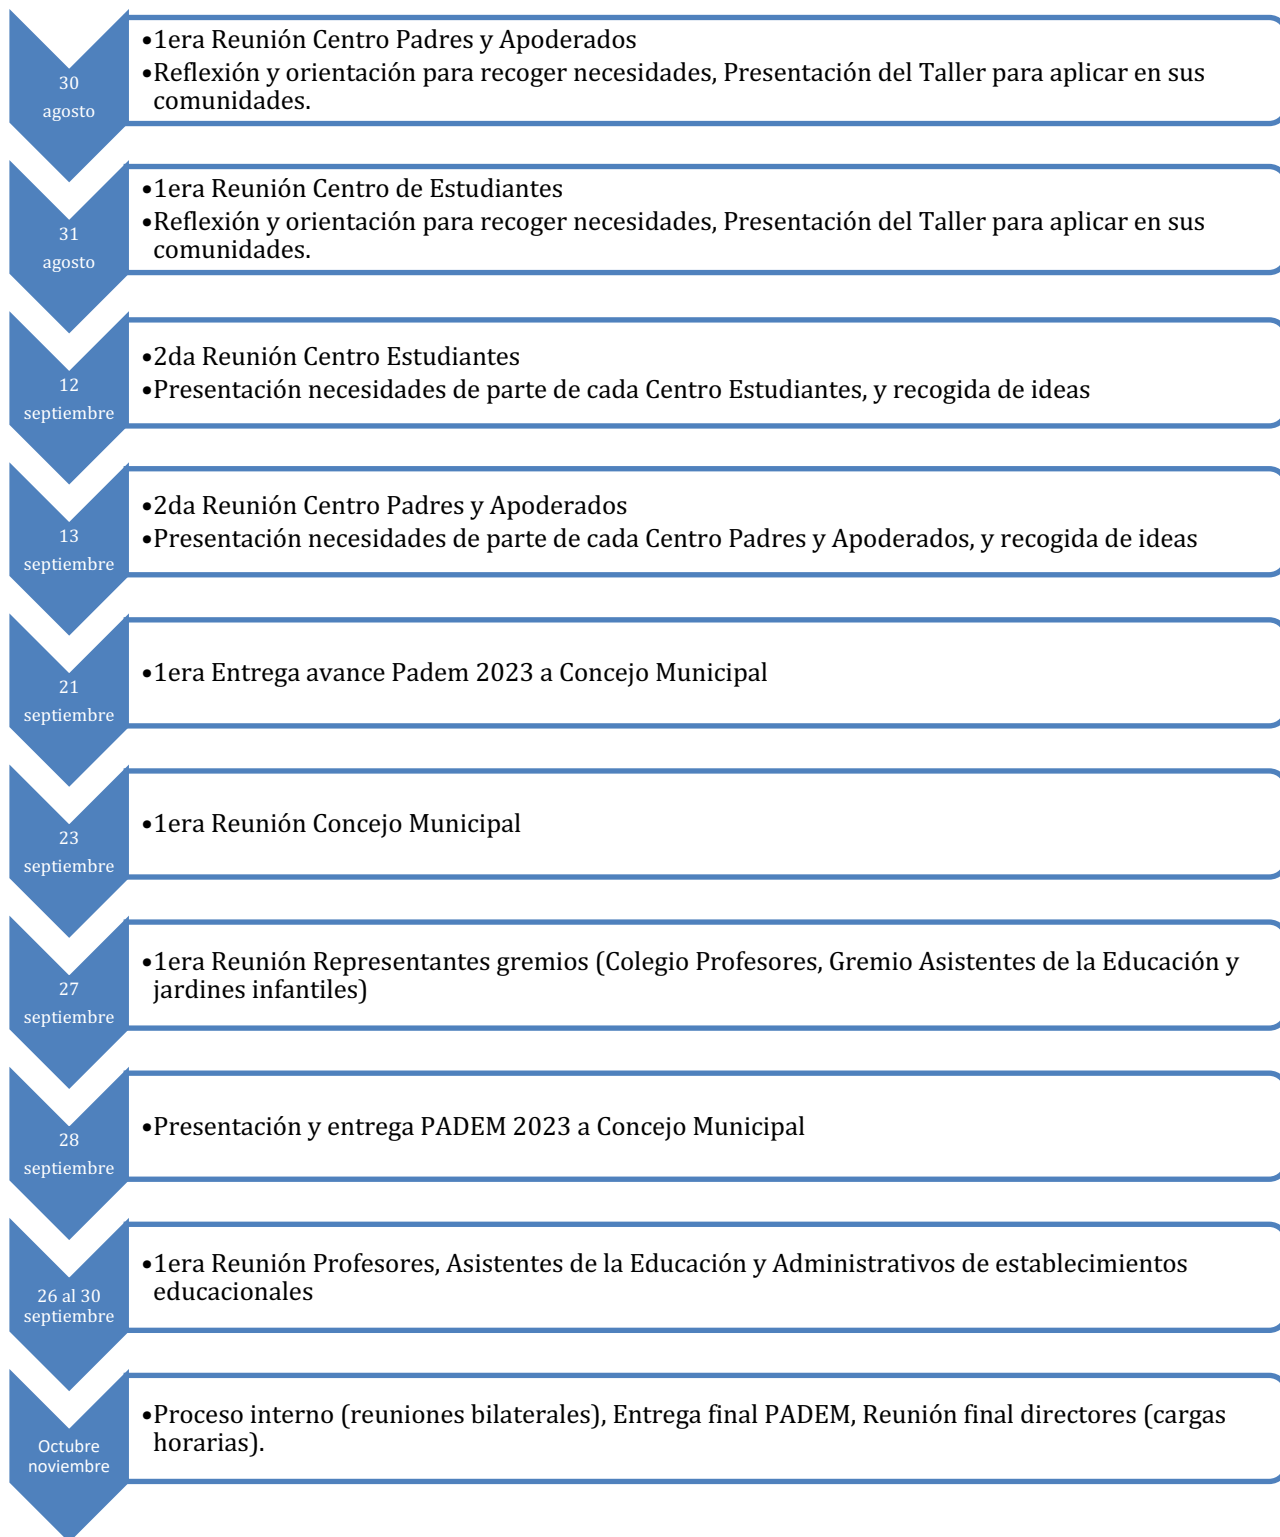 30
agosto
•1era Reunión Centro Padres y Apoderados
•Reflexión y orientación para recoger necesidades, Presentación del Taller para aplicar en sus
comunidades.
31
agosto
•1era Reunión Centro de Estudiantes
•Reflexión y orientación para recoger necesidades, Presentación del Taller para aplicar en sus
comunidades.
12
septiembre
•2da Reunión Centro Estudiantes
•Presentación necesidades de parte de cada Centro Estudiantes, y recogida de ideas
13
septiembre
•2da Reunión Centro Padres y Apoderados
•Presentación necesidades de parte de cada Centro Padres y Apoderados, y recogida de ideas
21
septiembre
•1era Entrega avance Padem 2023 a Concejo Municipal
23
septiembre
•1era Reunión Concejo Municipal
27
septiembre
•1era Reunión Representantes gremios (Colegio Profesores, Gremio Asistentes de la Educación y
jardines infantiles)
28
septiembre
•Presentación y entrega PADEM 2023 a Concejo Municipal
26 al 30
septiembre
•1era Reunión Profesores, Asistentes de la Educación y Administrativos de establecimientos
educacionales
Octubre
noviembre
•Proceso interno (reuniones bilaterales), Entrega final PADEM, Reunión final directores (cargas
horarias).